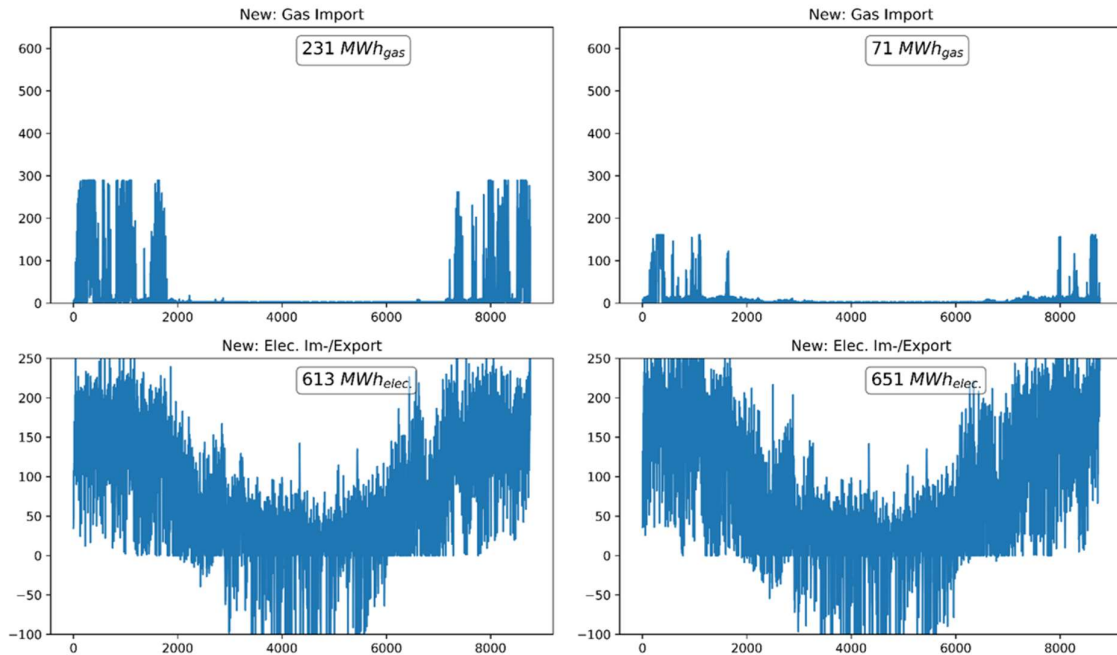 New: Gas Import
231 MWh_gas
600
500
400
300
200
100
0
0 2000 4000 6000 8000
New: Gas Import
71 MWh_gas
600
500
400
300
200
100
0
0 2000 4000 6000 8000
New: Elec. Im-/Export
613 MWh_elec.
250
200
150
100
50
0
−50
−100
0 2000 4000 6000 8000
New: Elec. Im-/Export
651 MWh_elec.
250
200
150
100
50
0
−50
−100
0 2000 4000 6000 8000